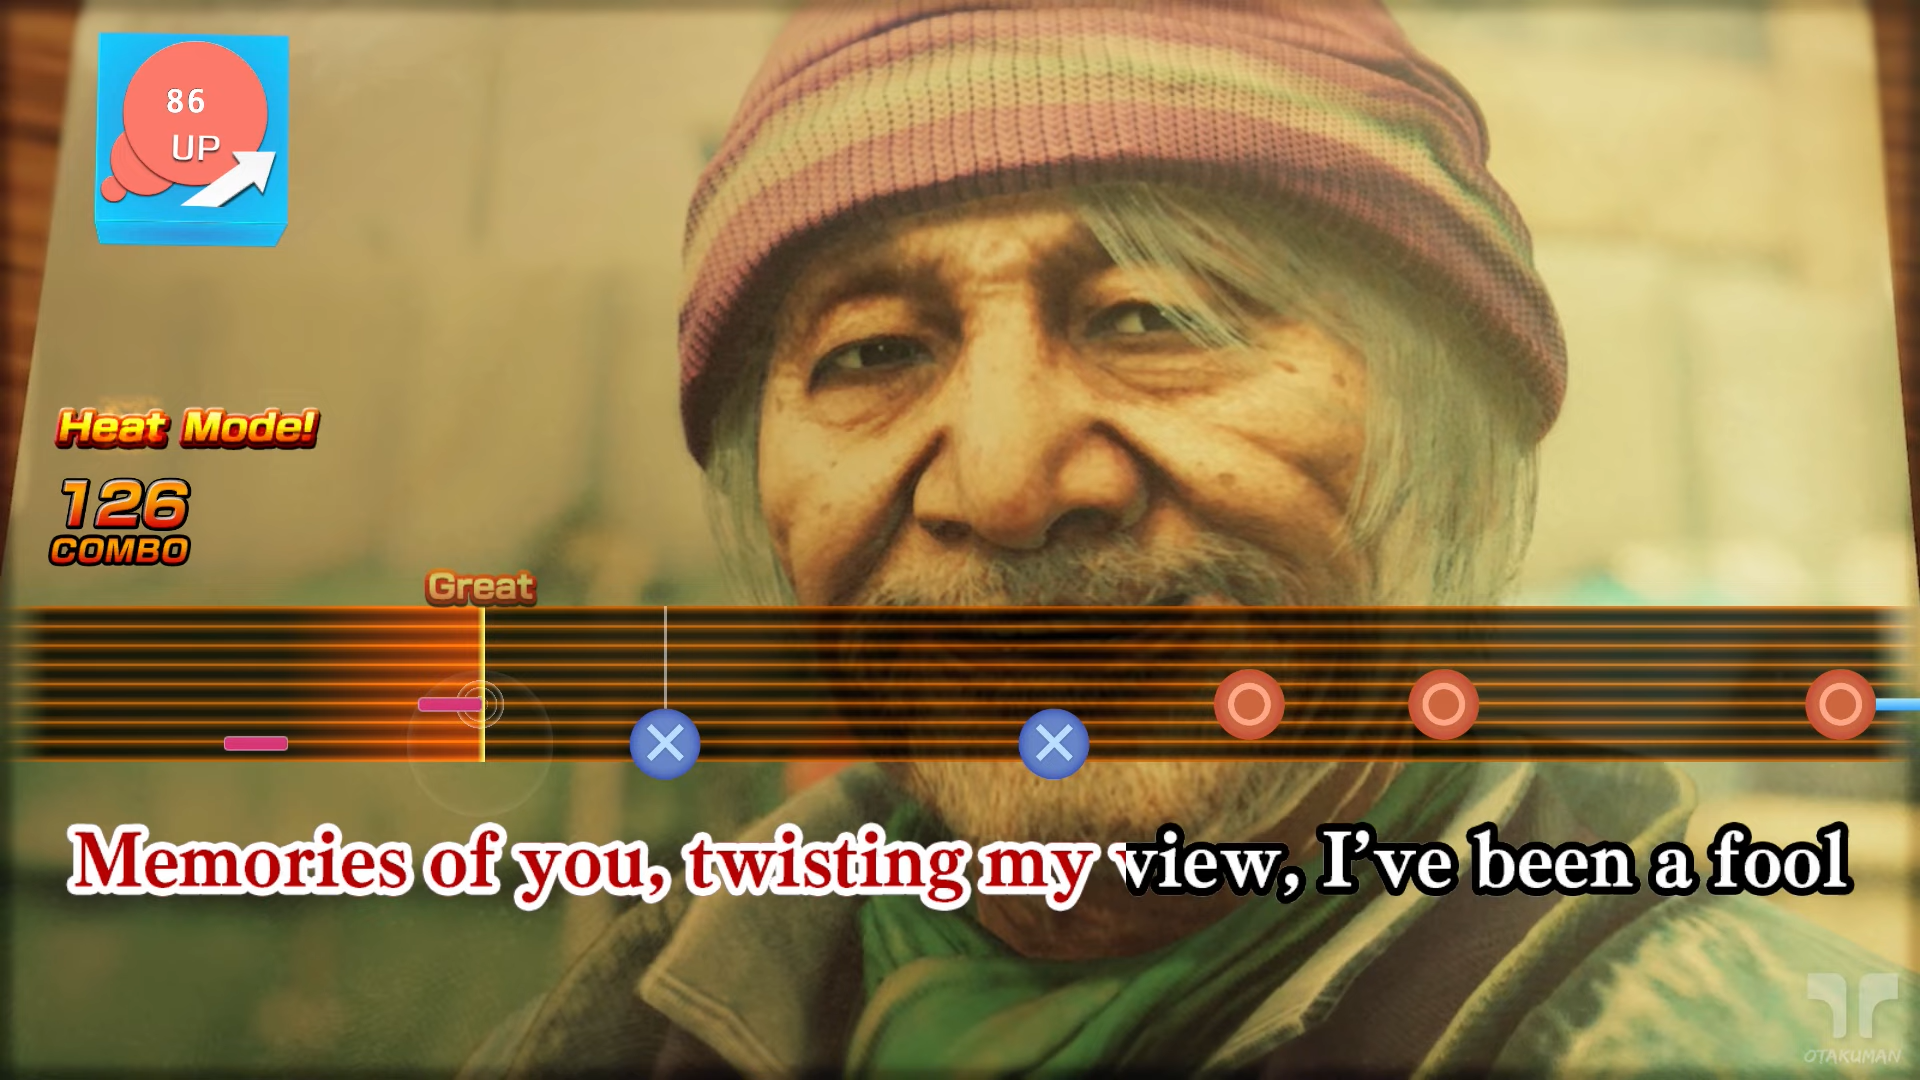 86
UP
Heat Mode!
126
COMBO
Great
Memories of you, twisting my view, I've been a fool
OTAKUMAN